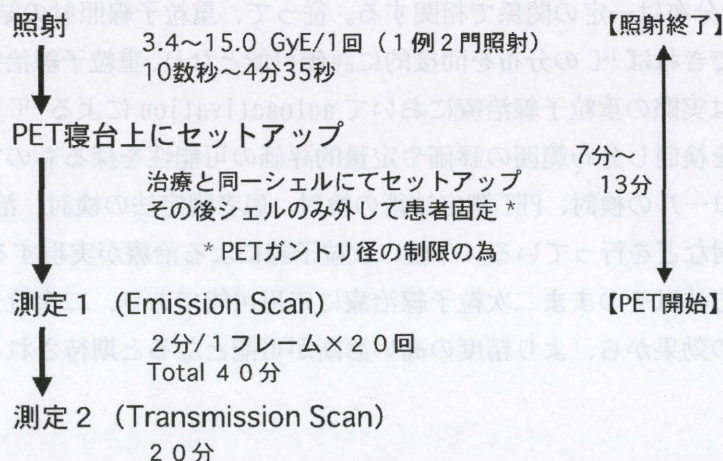 照射
【照射終了】
3.4~15.0 GyE/1回(1例2門照射)
10数秒~4分35秒
PET寝台上にセットアップ
7分~
13分
治療と同一シェルにてセットアップ
その後シェルのみ外して患者固定 *
*PETガントリ径の制限の為
測定1 (Emission Scan)
【PET開始】
2分/1フレーム×20回
Total 40分
測定2 (Transmission Scan)
20分